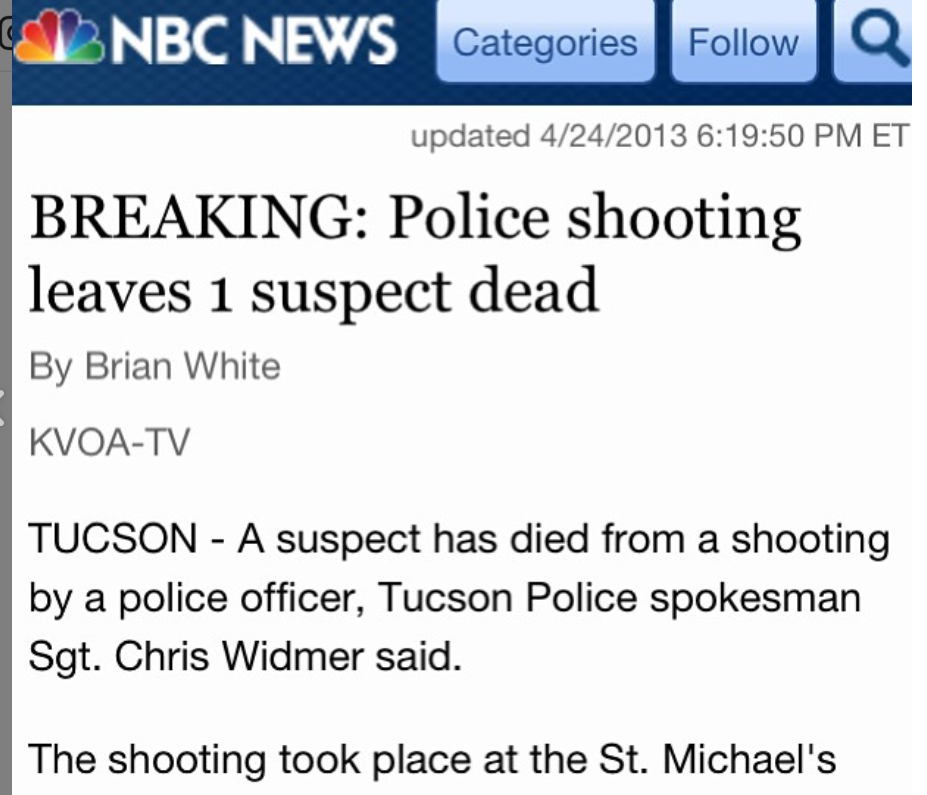 NBC NEWS Categories Follow
updated 4/24/2013 6:19:50 PM ET
BREAKING: Police shooting
leaves 1 suspect dead
By Brian White
KVOA-TV
TUCSON - A suspect has died from a shooting
by a police officer, Tucson Police spokesman
Sgt. Chris Widmer said.
The shooting took place at the St. Michael's